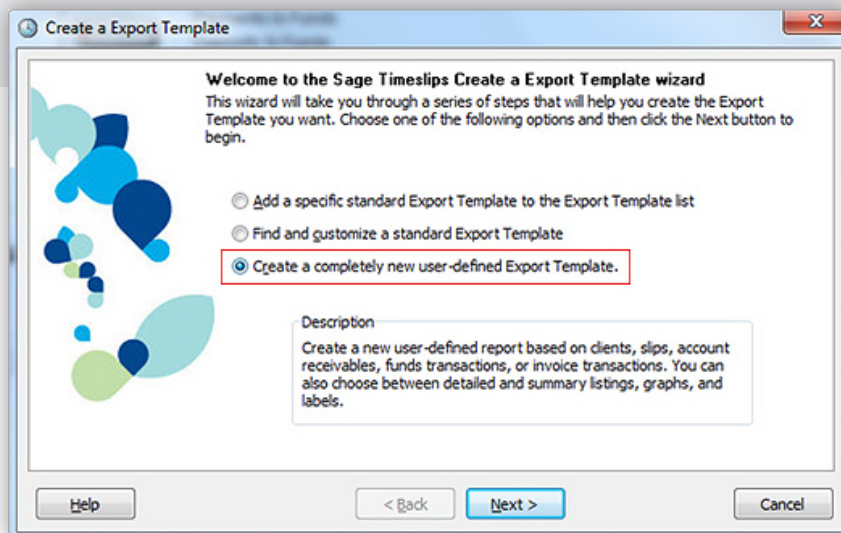 Create a Export Template
Welcome to the Sage Timeslips Create a Export Template wizard
This wizard will take you through a series of steps that will help you create the Export
Template you want. Choose one of the following options and then click the Next button to
begin.
Add a specific standard Export Template to the Export Template list
Find and customize a standard Export Template
Create a completely new user-defined Export Template.
Description
Create a new user-defined report based on clients, slips, account
receivables, funds transactions, or invoice transactions. You can
also choose between detailed and summary listings, graphs, and
labels.
Help
< Back
Next >
Cancel